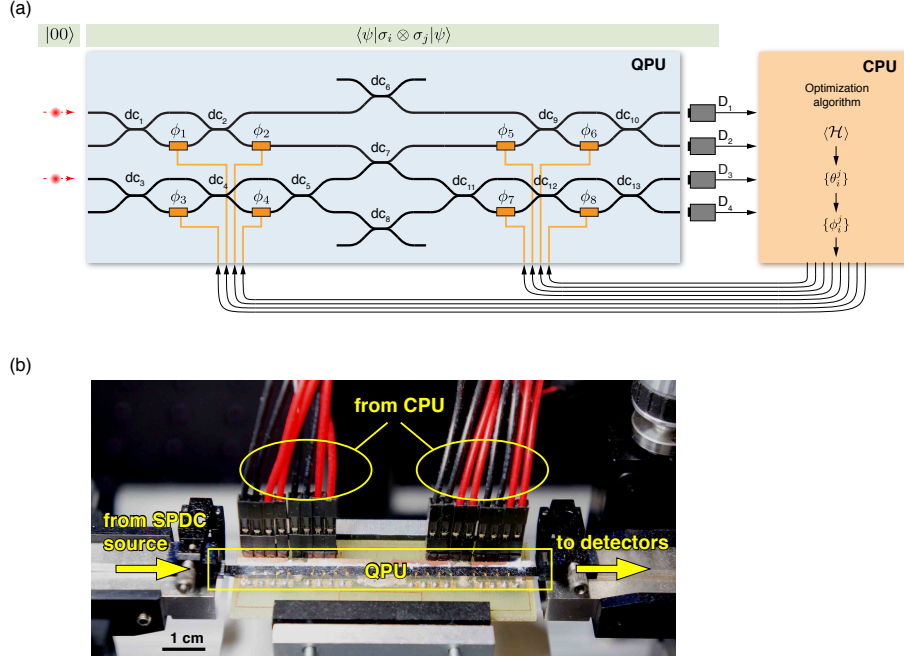 (a)
|00⟩
⟨ψ|σᵢ ⊗ σⱼ|ψ⟩
QPU
CPU
dc₆
Optimization
algorithm
D₁
dc₁
dc₂
dc₉
dc₁₀
ϕ₁
ϕ₂
ϕ₅
ϕ₆
⟨ℋ⟩
D₂
dc₇
D₃
dc₃
dc₄
dc₅
dc₁₁
dc₁₂
dc₁₃
{θᵢʲ}
ϕ₃
ϕ₄
ϕ₇
ϕ₈
D₄
dc₈
{ϕᵢʲ}
(b)
from CPU
from SPDC
source
to detectors
QPU
1 cm